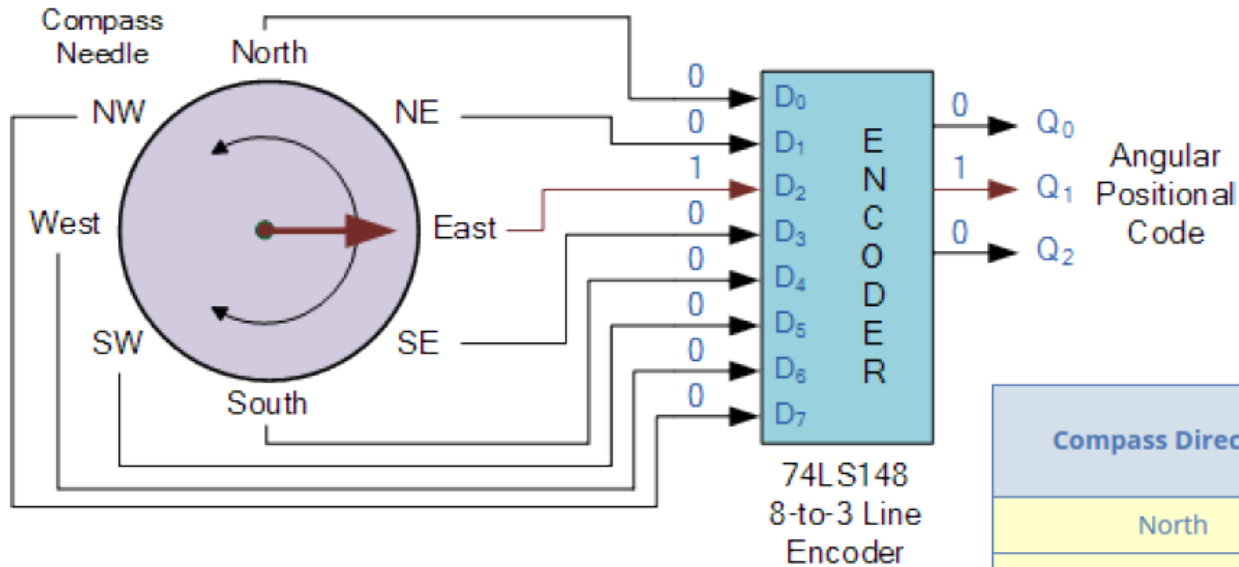 Compass
Needle
North
NW
NE
West
East
SW
SE
South
0
0
1
0
0
0
0
0
D0
D1
D2
D3
D4
D5
D6
D7
E
N
C
O
D
E
R
0
1
0
Q0
Q1
Q2
Angular
Positional
Code
74LS148
8-to-3 Line
Encoder
Compass Direc
North